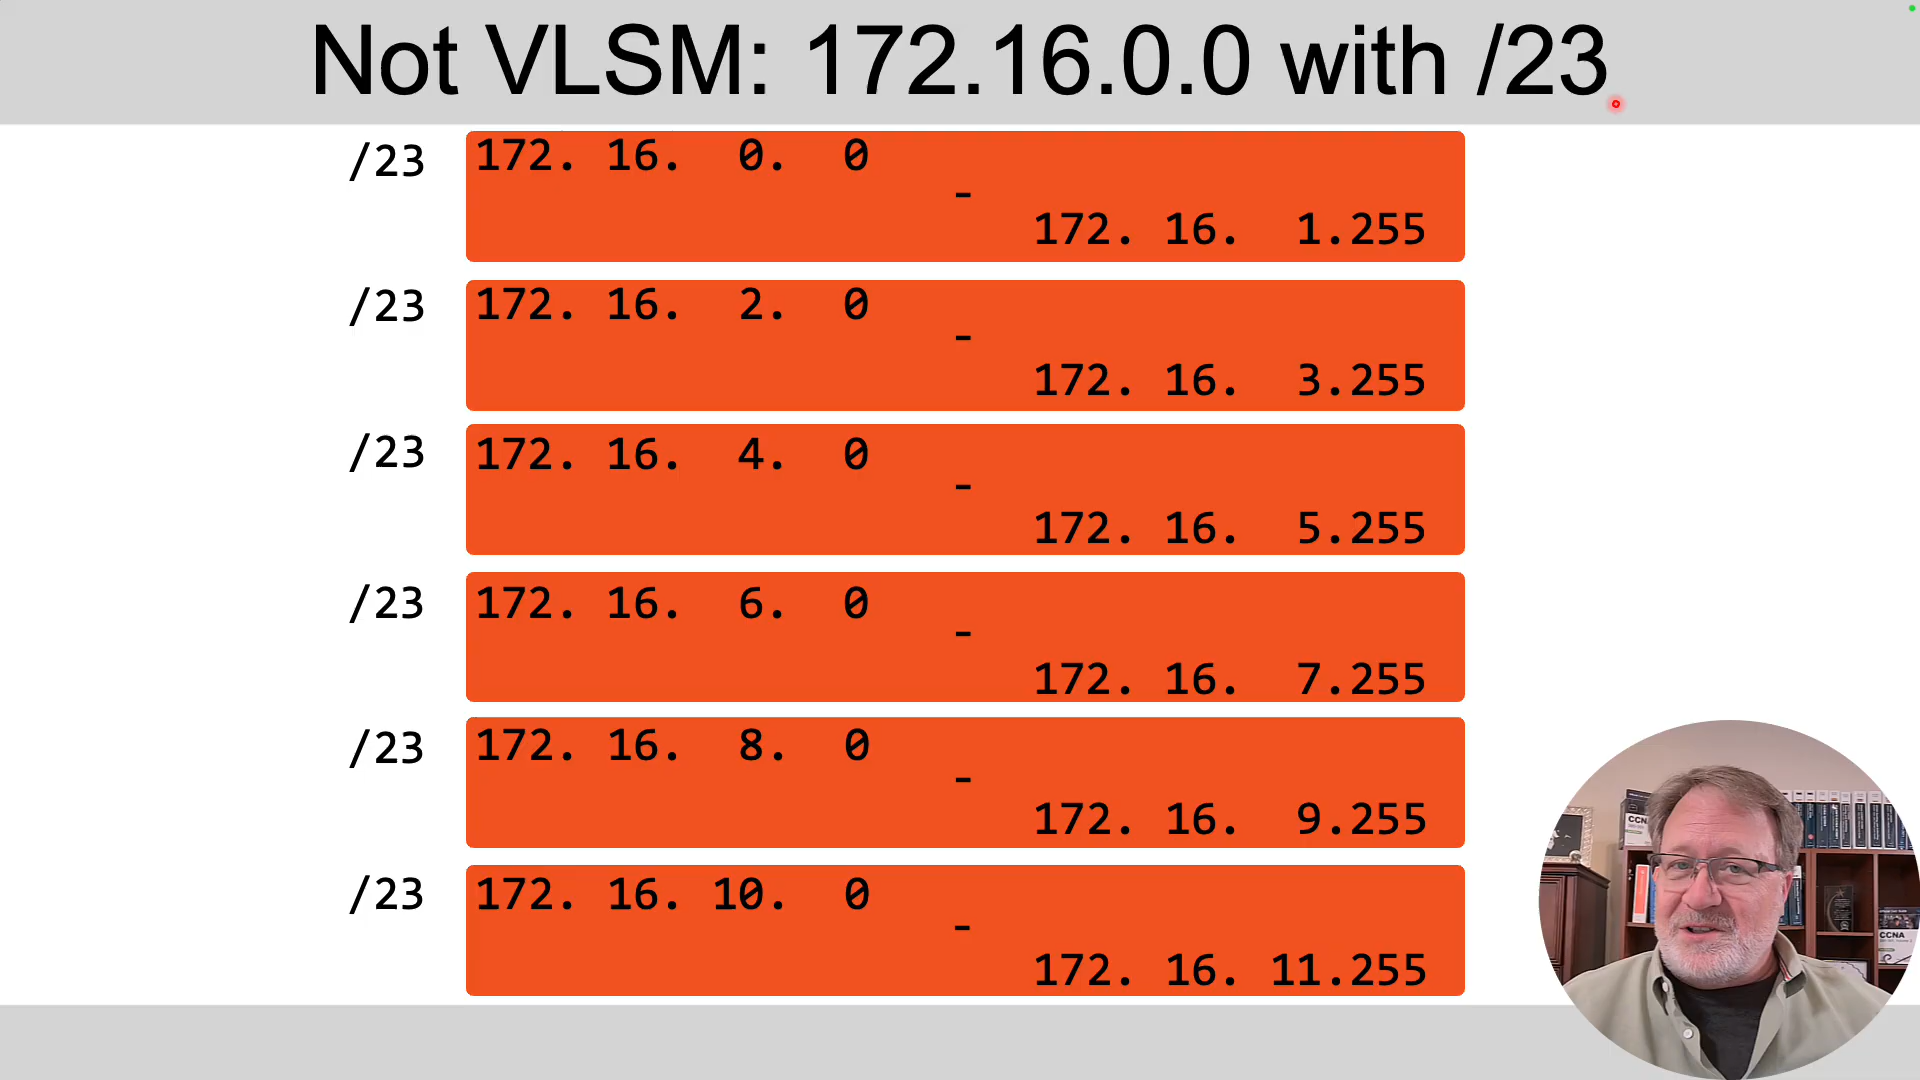 Not VLSM: 172.16.0.0 with /23
/23 172. 16. 0. 0
-
172. 16. 1.255
/23 172. 16. 2. 0
-
172. 16. 3.255
/23 172. 16. 4. 0
-
172. 16. 5.255
/23 172. 16. 6. 0
-
172. 16. 7.255
/23 172. 16. 8. 0
-
172. 16. 9.255
/23 172. 16. 10. 0
-
172. 16. 11.255
CCNA